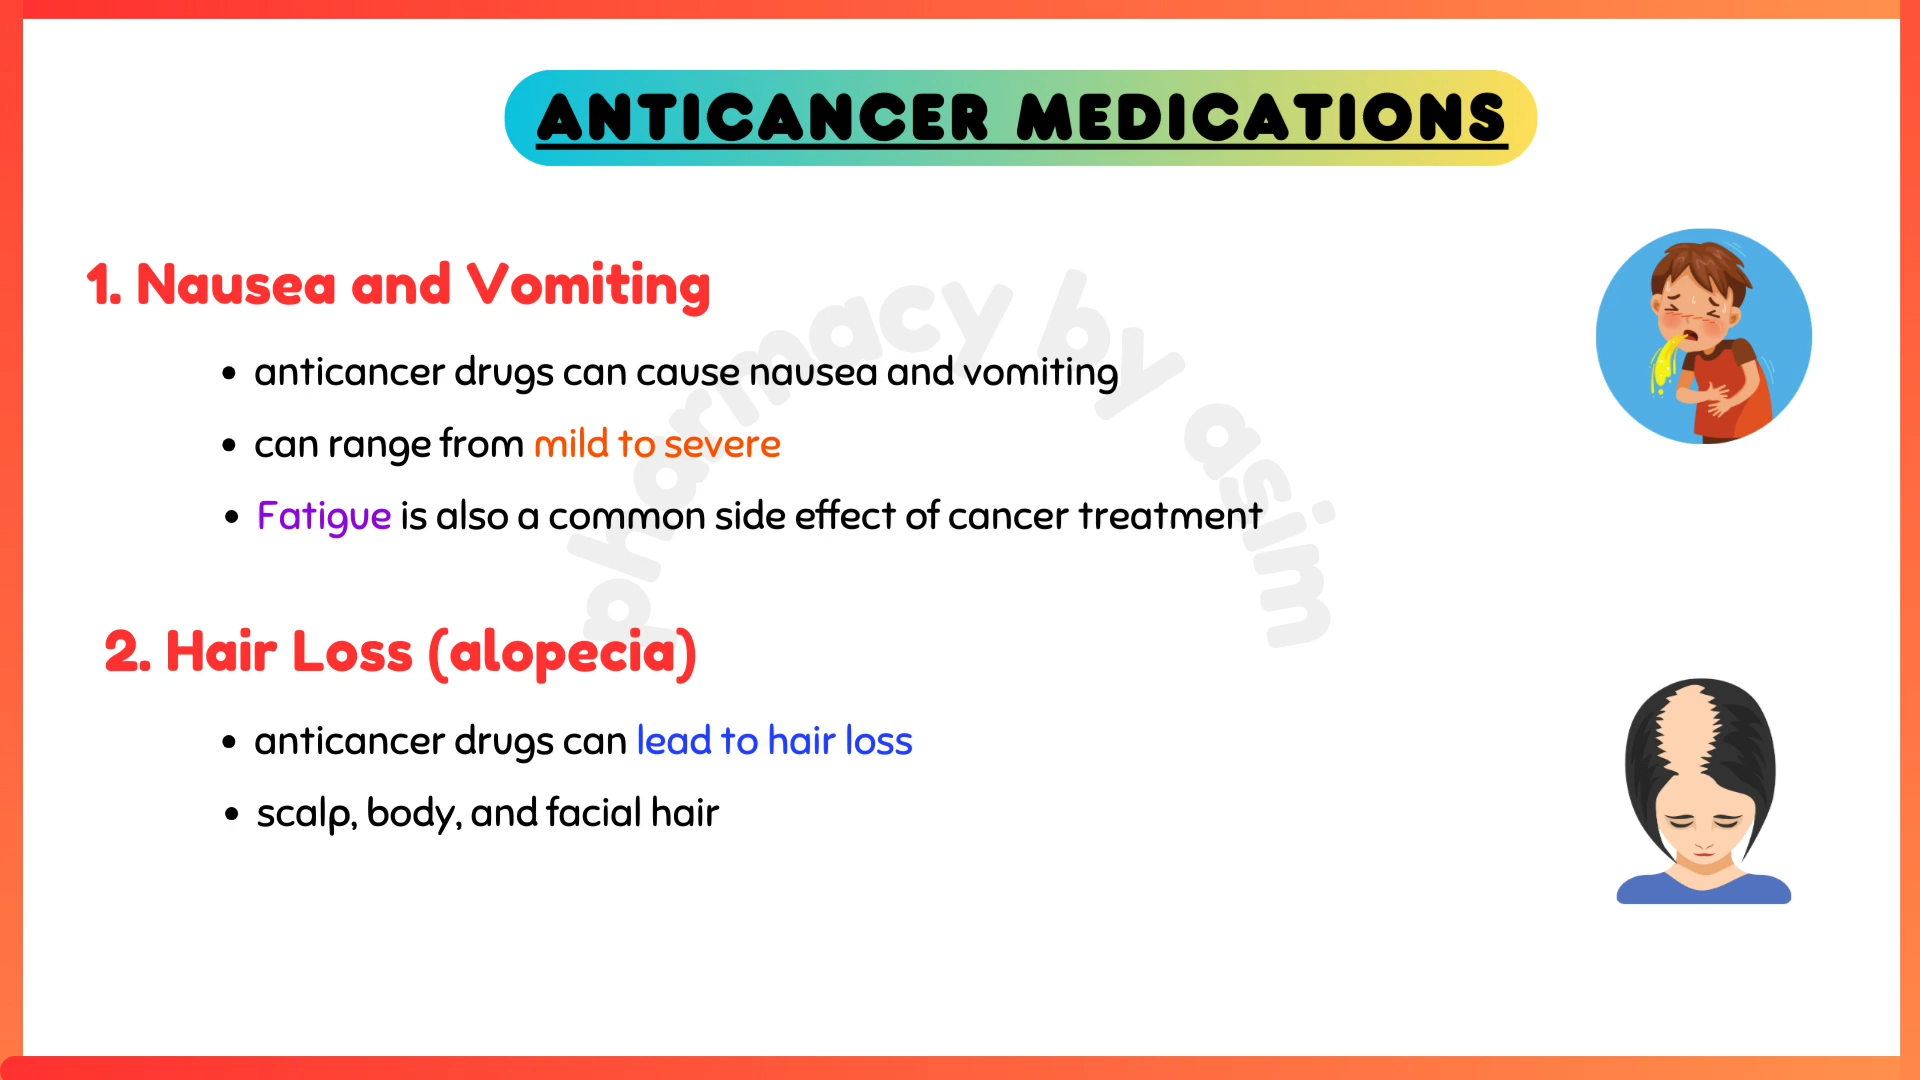 ANTICANCER MEDICATIONS
1. Nausea and Vomiting
• anticancer drugs can cause nausea and vomiting
• can range from mild to severe
• Fatigue is also a common side effect of cancer treatment
2. Hair Loss (alopecia)
• anticancer drugs can lead to hair loss
• scalp, body, and facial hair
pharmacy by asim